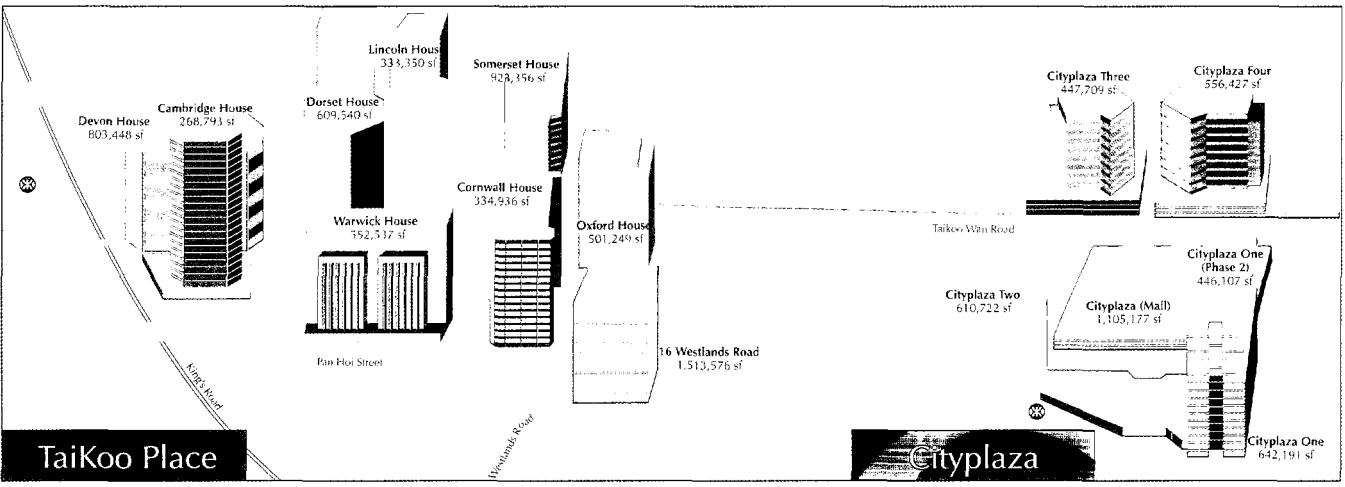 Lincoln House
333,350 sf
Somerset House
923,356 sf
Cityplaza Three
447,709 sf
Cityplaza Four
556,427 sf
Cambridge House
268,793 sf
Devon House
803,448 sf
Dorset House
609,540 sf
Cornwall House
334,936 sf
Warwick House
552,537 sf
Oxford House
501,249 sf
Taikoo Wan Road
Cityplaza One
(Phase 2)
446,107 sf
Cityplaza Two
610,722 sf
Cityplaza (Mall)
1,105,177 sf
Pan Hoi Street
16 Westlands Road
1,513,576 sf
King's Road
Westlands Road
TaiKoo Place
Cityplaza
Cityplaza One
642,191 sf